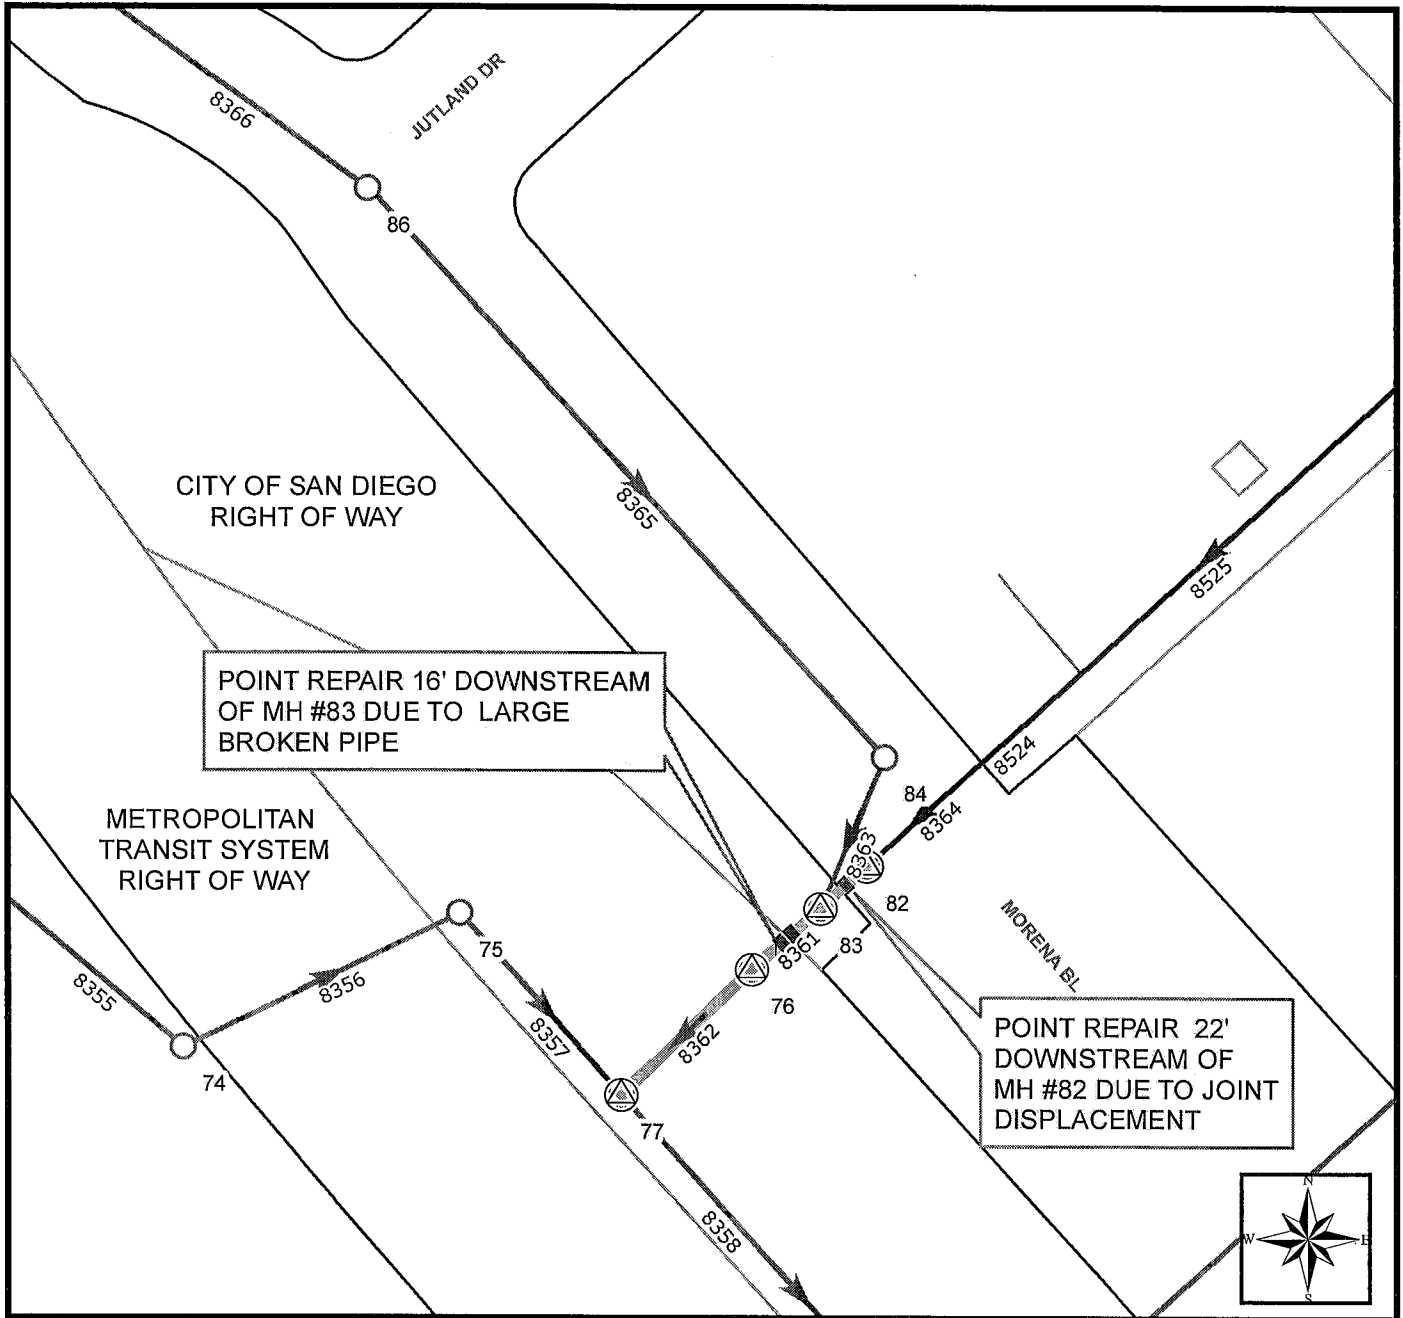 JUTLAND DR
8366
86
CITY OF SAN DIEGO
RIGHT OF WAY
8365
8525
POINT REPAIR 16' DOWNSTREAM
OF MH #83 DUE TO LARGE
BROKEN PIPE
8524
84
8364
METROPOLITAN
TRANSIT SYSTEM
RIGHT OF WAY
8363
82
MORENA BL
75
83
8361
8355
8356
76
8357
8362
74
POINT REPAIR 22'
DOWNSTREAM OF
MH #82 DUE TO JOINT
DISPLACEMENT
77
8358
N
W
E
S